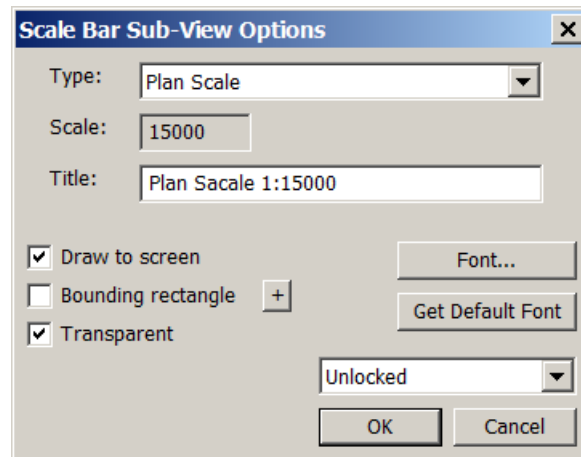 Scale Bar Sub-View Options
Type: Plan Scale
Scale: 15000
Title: Plan Sacale 1:15000
Draw to screen
Font...
Bounding rectangle +
Get Default Font
Transparent
Unlocked
OK Cancel